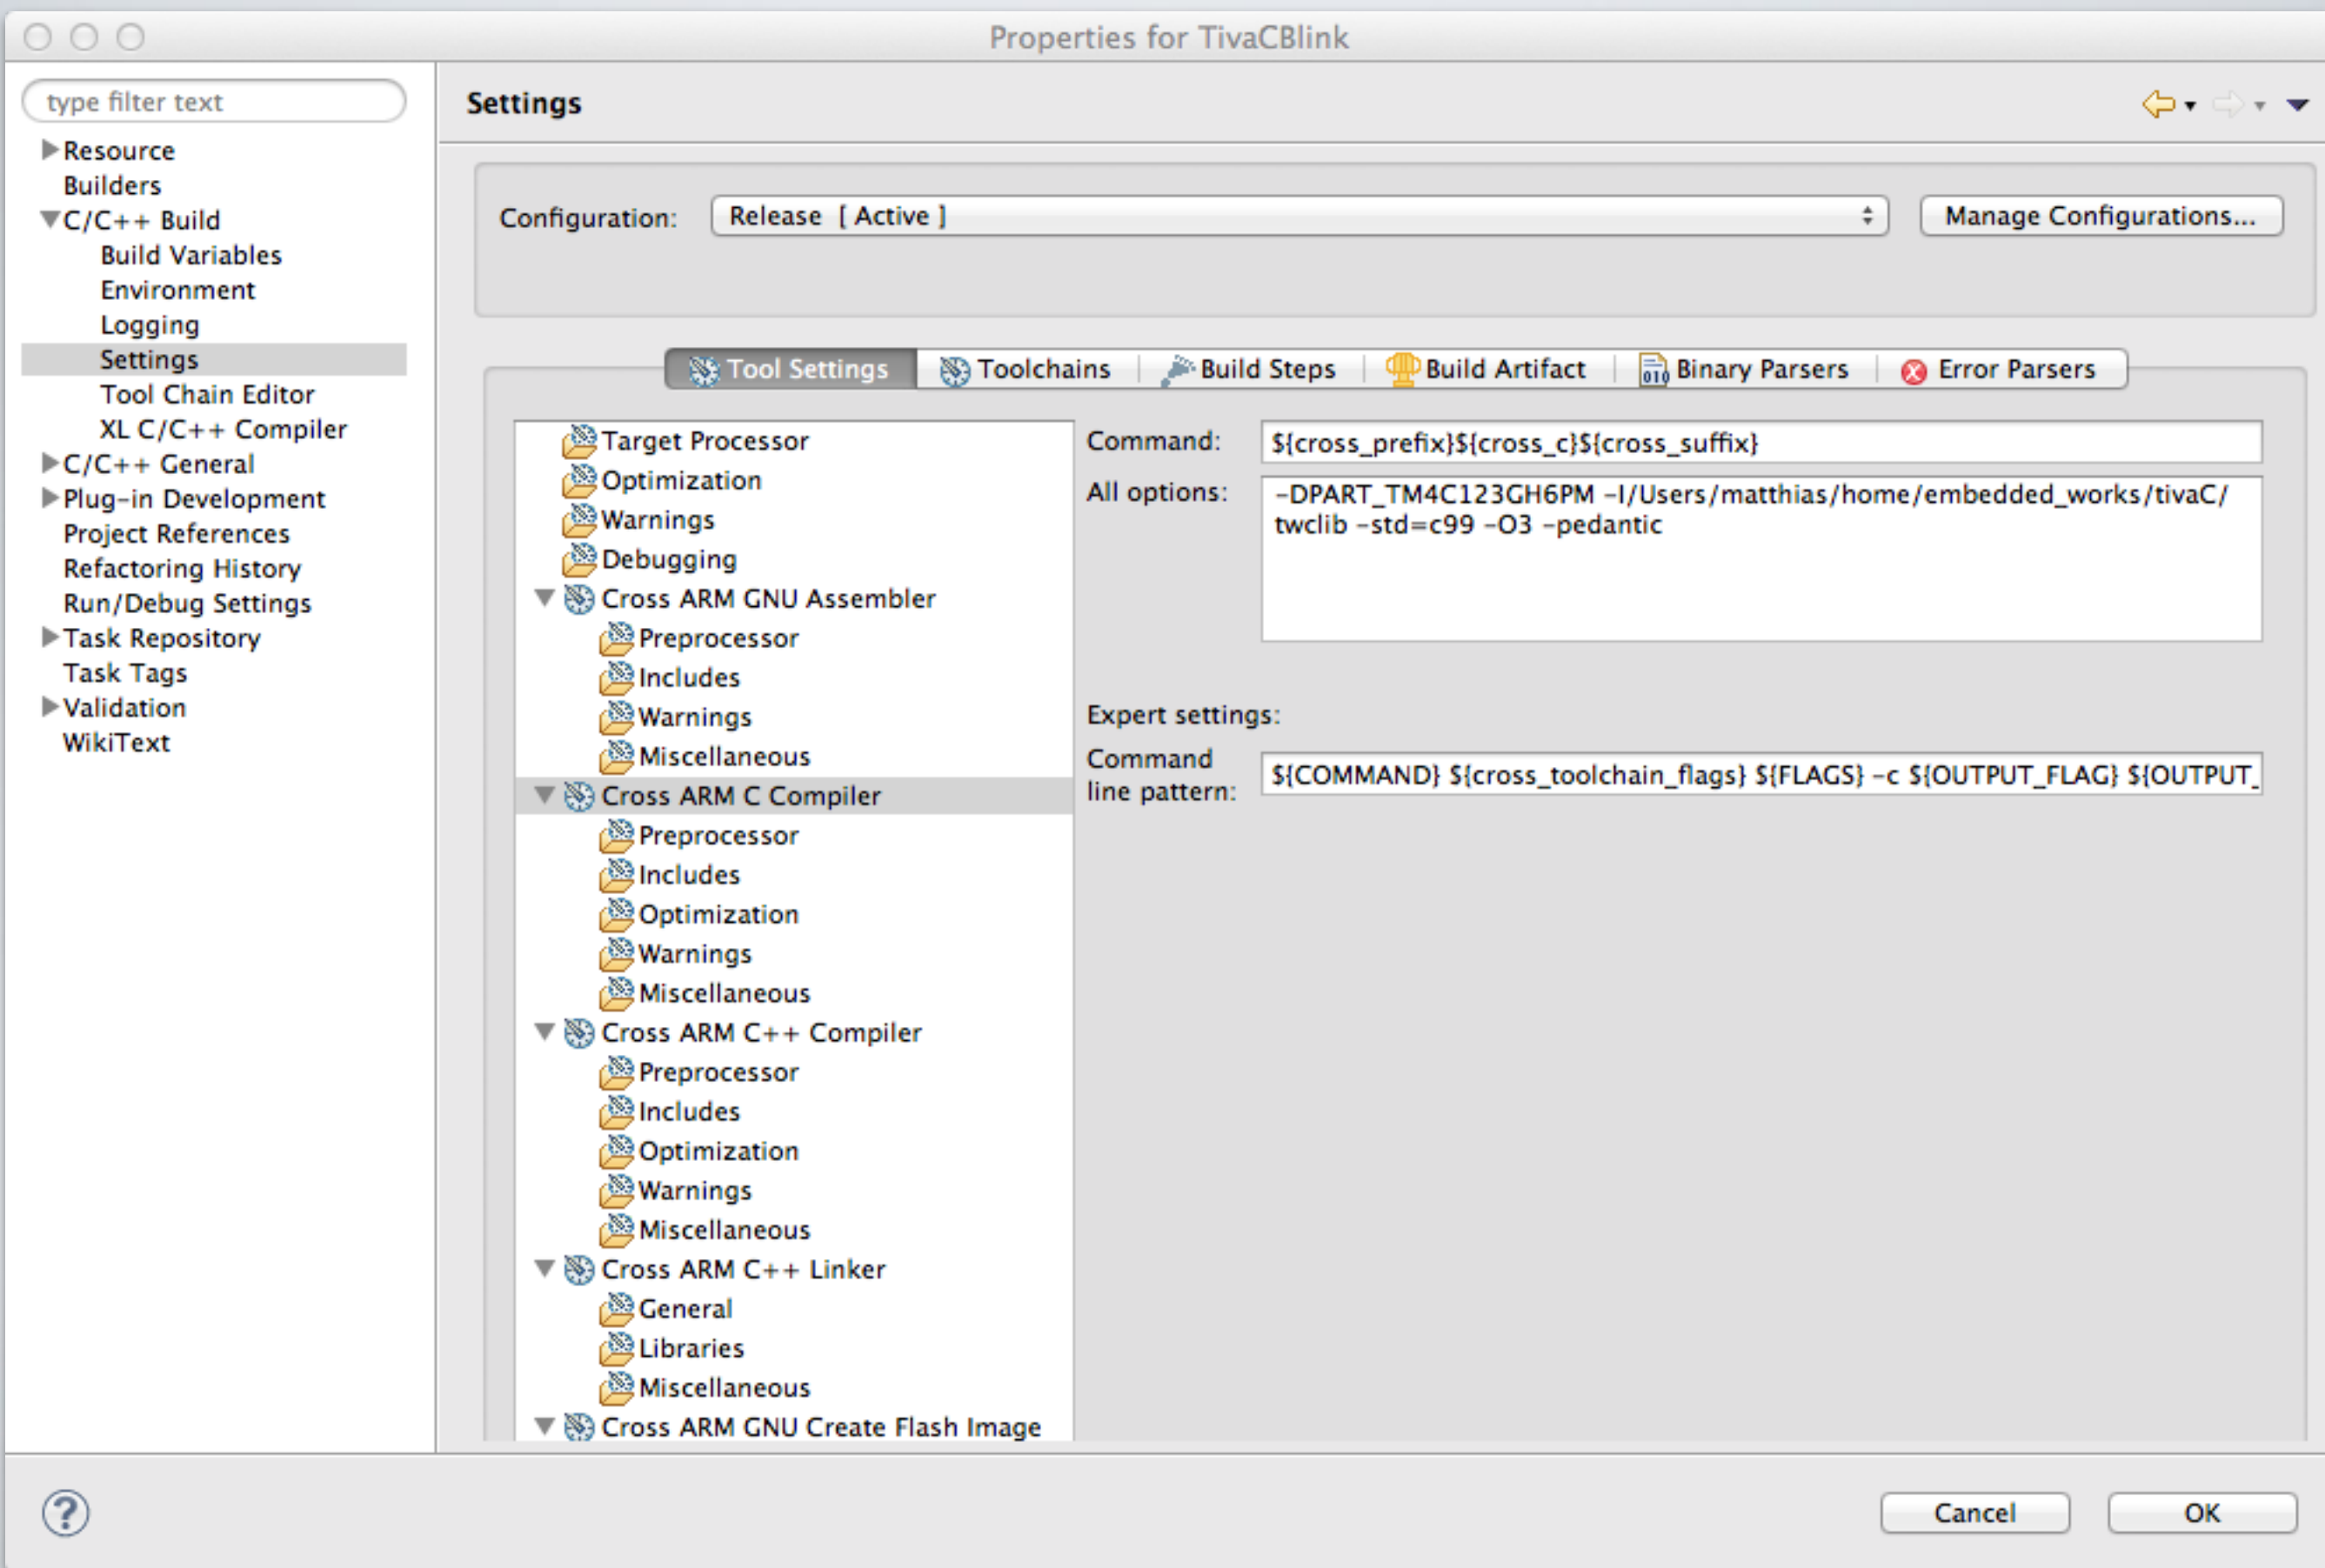 Properties for TivaCBlink
type filter text
Resource
Builders
C/C++ Build
Build Variables
Environment
Logging
Settings
Tool Chain Editor
XL C/C++ Compiler
C/C++ General
Plug-in Development
Project References
Refactoring History
Run/Debug Settings
Task Repository
Task Tags
Validation
WikiText
Settings
Configuration: Release [ Active ] Manage Configurations...
Tool Settings Toolchains Build Steps Build Artifact Binary Parsers Error Parsers
Target Processor
Optimization
Warnings
Debugging
Cross ARM GNU Assembler
Preprocessor
Includes
Warnings
Miscellaneous
Cross ARM C Compiler
Preprocessor
Includes
Optimization
Warnings
Miscellaneous
Cross ARM C++ Compiler
Preprocessor
Includes
Optimization
Warnings
Miscellaneous
Cross ARM C++ Linker
General
Libraries
Miscellaneous
Cross ARM GNU Create Flash Image
Command: ${cross_prefix}${cross_c}${cross_suffix}
All options: -DPART_TM4C123GH6PM -I/Users/matthias/home/embedded_works/tivaC/
twclib -std=c99 -O3 -pedantic
Expert settings:
Command
line pattern: ${COMMAND} ${cross_toolchain_flags} ${FLAGS} -c ${OUTPUT_FLAG} ${OUTPUT_
? Cancel OK